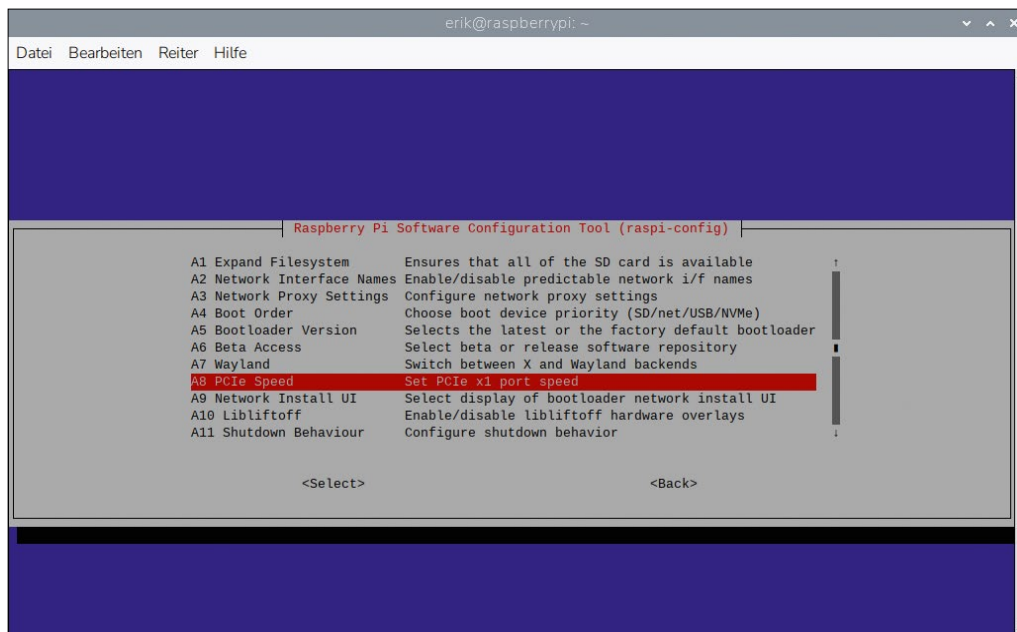 erik@raspberrypi: ~
Datei Bearbeiten Reiter Hilfe
Raspberry Pi Software Configuration Tool (raspi-config)
A1 Expand Filesystem Ensures that all of the SD card is available
A2 Network Interface Names Enable/disable predictable network i/f names
A3 Network Proxy Settings Configure network proxy settings
A4 Boot Order Choose boot device priority (SD/net/USB/NVMe)
A5 Bootloader Version Selects the latest or the factory default bootloader
A6 Beta Access Select beta or release software repository
A7 Wayland Switch between X and Wayland backends
A8 PCIe Speed Set PCIe x1 port speed
A9 Network Install UI Select display of bootloader network install UI
A10 Libliftoff Enable/disable libliftoff hardware overlays
A11 Shutdown Behaviour Configure shutdown behavior
<Select> <Back>